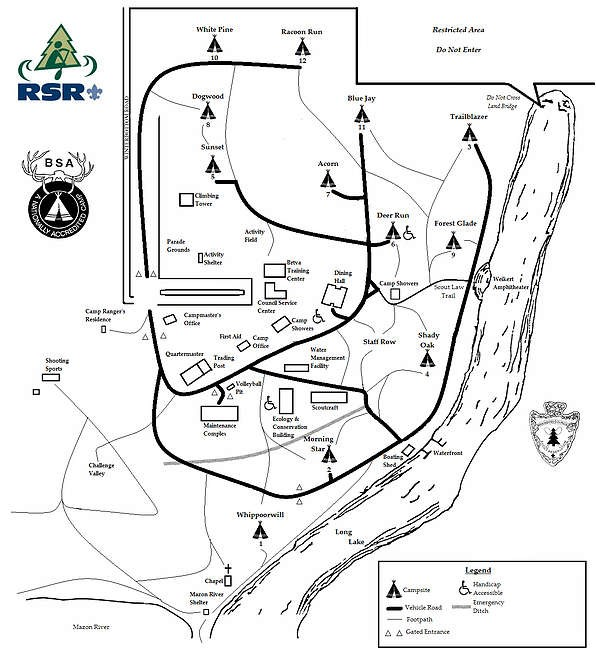 White Pine
10
Racoon Run
12
Restricted Area
Do Not Enter
RSR
BSA
A NATIONALLY ACCREDITED CAMP
Dogwood
8
Blue Jay
11
Do Not Cross
Land Bridge
Trailblazer
3
Sunset
5
Acorn
7
Climbing
Tower
Deer Run
6
Forest Glade
9
Parade
Grounds
Activity
Shelter
Activity
Field
Bretva
Training
Center
Dining
Hall
Camp Showers
Scout Law
Trail
Weikert
Ampitheater
Council Service
Center
Camp Ranger's
Residence
Campmaster's
Office
Camp
Showers
First Aid
Camp
Office
Staff Row
Shady
Oak
4
Quartermaster
Trading
Post
Water
Management
Facility
Shooting
Sports
Volleyball
Pit
Maintenance
Complex
Ecology &
Conservation
Building
Scoutcraft
Morning
Star
2
Boating
Shed
Waterfront
Challenge
Valley
Whippoorwill
1
Long
Lake
Chapel
Mazon River
Shelter
Mazon River
Legend
Campsite
Handicap
Accessible
Vehicle Road
Emergency
Ditch
Footpath
Gated Entrance